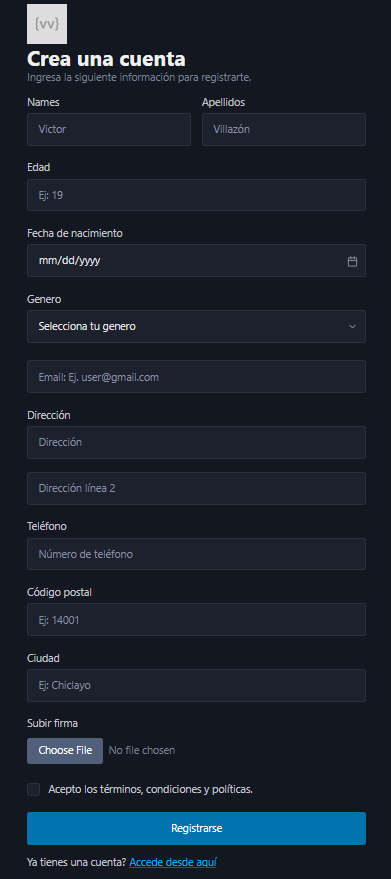 {vv}
Crea una cuenta
Ingresa la siguiente información para registrarte.
Names Apellidos
Victor Villazón
Edad
Ej: 19
Fecha de nacimiento
mm/dd/yyyy
Genero
Selecciona tu genero
Email: Ej. user@gmail.com
Dirección
Dirección
Dirección línea 2
Teléfono
Número de teléfono
Código postal
Ej: 14001
Ciudad
Ej: Chiclayo
Subir firma
Choose File No file chosen
Acepto los términos, condiciones y políticas.
Registrarse
Ya tienes una cuenta? Accede desde aquí